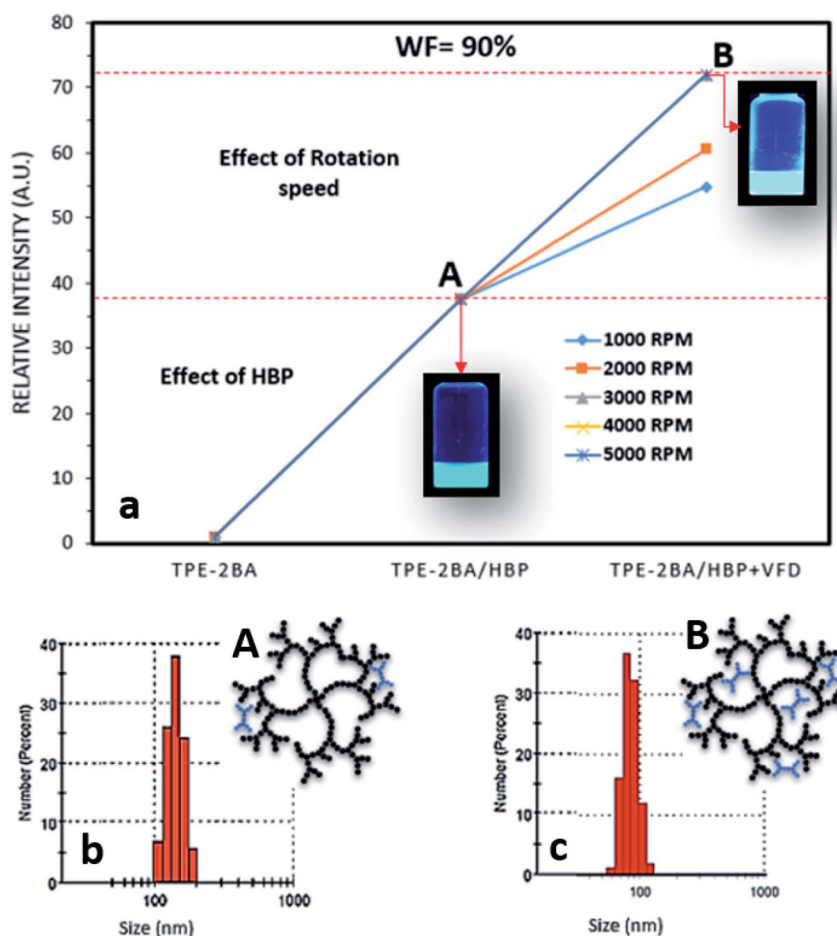 80
WF= 90%
B
70
60
Effect of Rotation
speed
50
RELATIVE INTENSITY (A.U.)
40
A
30
1000 RPM
Effect of HBP
2000 RPM
3000 RPM
20
4000 RPM
5000 RPM
10
a
0
TPE-2BA
TPE-2BA/HBP
TPE-2BA/HBP+VFD
A
40
30
20
10
0
Number (Percent)
b
100
1000
Size (nm)
B
40
30
20
10
0
Number (Percent)
c
100
1000
Size (nm)